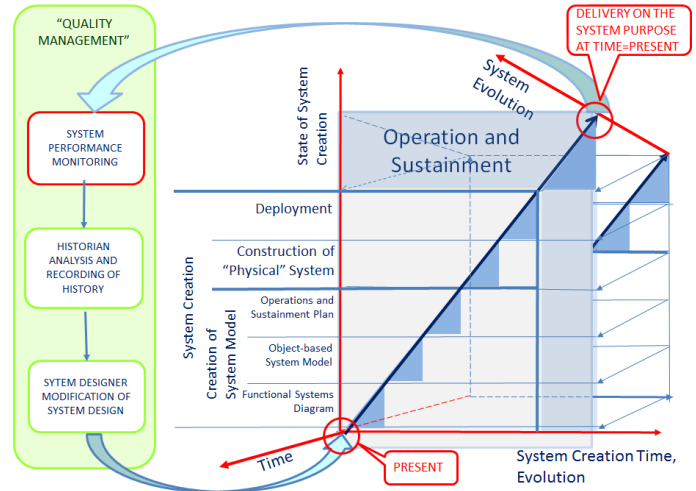 “QUALITY
MANAGEMENT”
SYSTEM
PERFORMANCE
MONITORING
HISTORIAN
ANALYSIS AND
RECORDING OF
HISTORY
SYTEM DESIGNER
MODIFICATION OF
SYSTEM DESIGN
DELIVERY ON THE
SYSTEM PURPOSE
AT TIME=PRESENT
System
Evolution
State of System
Creation
Operation and
Sustainment
Deployment
Construction of
“Physical” System
System Creation
Creation of
System Model
Operations and
Sustainment Plan
Object-based
System Model
Functional Systems
Diagram
Time
PRESENT
System Creation Time,
Evolution